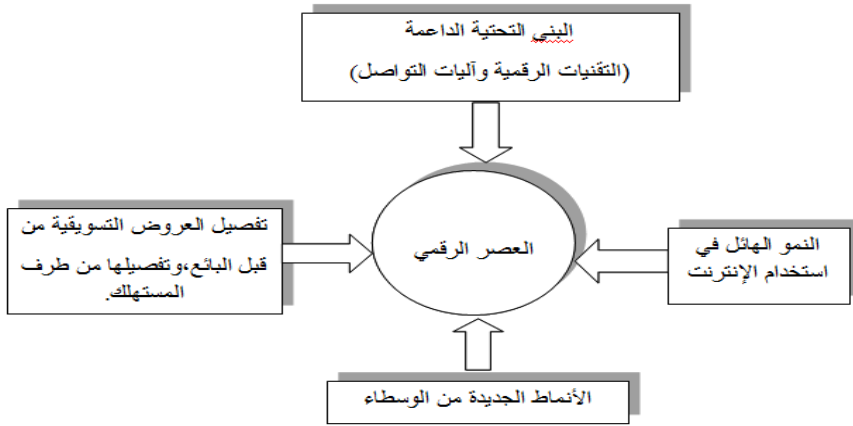 البنى التحتية الداعمة
(التقنيات الرقمية وآليات التواصل)
العصر الرقمي
النمو الهائل في
استخدام الإنترنت
تفصيل العروض التسويقية من
قبل البائع،وتفصيلها من طرف
المستهلك.
الأنماط الجديدة من الوسطاء